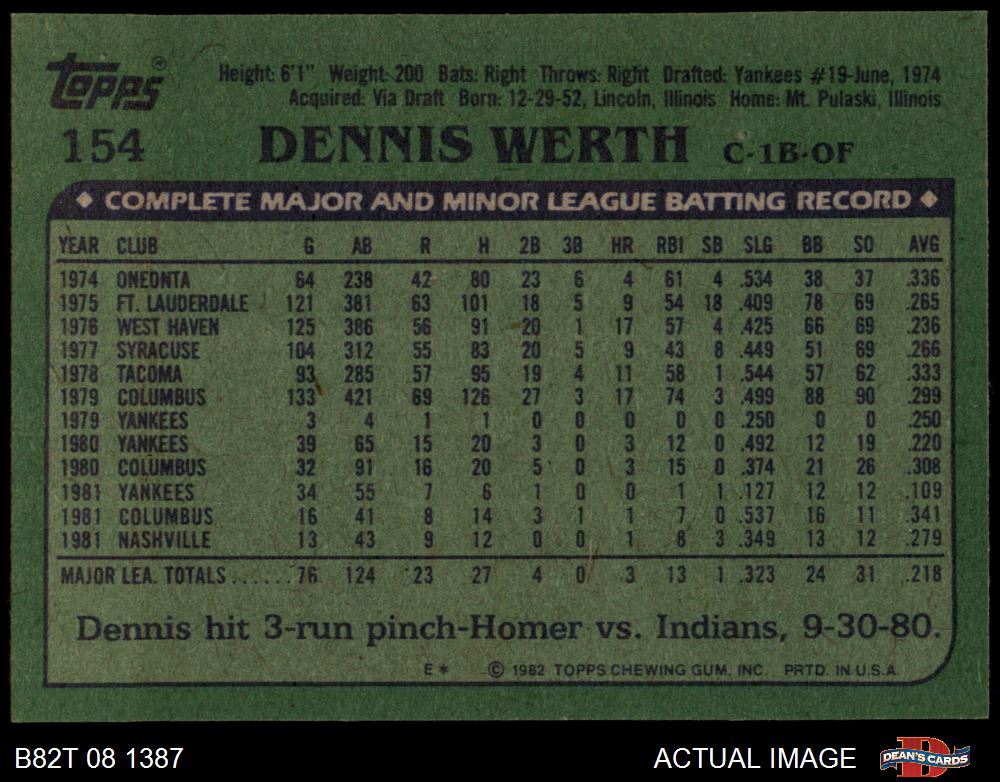 Topps®
Height: 6'1" Weight: 200 Bats: Right Throws: Right Drafted: Yankees #19-June, 1974
Acquired: Via Draft Born: 12-29-52, Lincoln, Illinois Home: Mt. Pulaski, Illinois
154 DENNIS WERTH C-1B-OF
◆ COMPLETE MAJOR AND MINOR LEAGUE BATTING RECORD ◆
YEAR CLUB G AB R H 2B 3B HR RBI SB SLG BB SO AVG
1974 ONEONTA 64 238 42 80 23 6 4 61 4 .534 38 37 .336
1975 FT. LAUDERDALE 121 381 63 101 18 5 9 54 18 .409 78 69 .265
1976 WEST HAVEN 125 386 56 91 20 1 17 57 4 .425 66 69 .236
1977 SYRACUSE 104 312 55 83 20 5 9 43 8 .449 51 69 .266
1978 TACOMA 93 285 57 95 19 4 11 58 1 .544 57 62 .333
1979 COLUMBUS 133 421 69 126 27 3 17 74 3 .499 88 90 .299
1979 YANKEES 3 4 1 1 0 0 0 0 0 .250 0 0 .250
1980 YANKEES 39 65 15 20 3 0 3 12 0 .492 12 19 .220
1980 COLUMBUS 32 91 16 20 5 0 3 15 0 .374 21 26 .308
1981 YANKEES 34 55 7 6 1 0 0 1 1 .127 12 12 .109
1981 COLUMBUS 16 41 8 14 3 1 1 7 0 .537 16 11 .341
1981 NASHVILLE 13 43 9 12 0 0 1 8 3 .349 13 12 .279
MAJOR LEA. TOTALS......76 124 23 27 4 0 3 13 1 .323 24 31 .218
Dennis hit 3-run pinch-Homer vs. Indians, 9-30-80.
E* © 1982 TOPPS CHEWING GUM, INC. PRTD. IN U.S.A.
B82T 08 1387 ACTUAL IMAGE DEAN'S CARDS